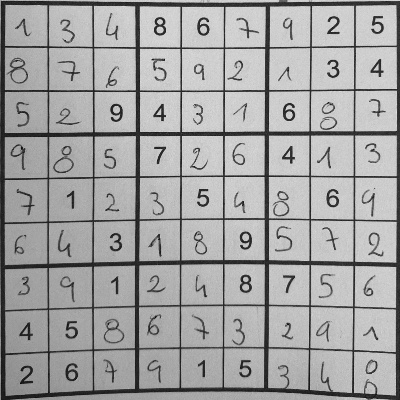 1 3 4 8 6 7 9 2 5
8 7 6 5 9 2 1 3 4
5 2 9 4 3 1 6 8 7
9 8 5 7 2 6 4 1 3
7 1 2 3 5 4 8 6 9
6 4 3 1 8 9 5 7 2
3 9 1 2 4 8 7 5 6
4 5 8 6 7 3 2 9 1
2 6 7 9 1 5 3 4 8